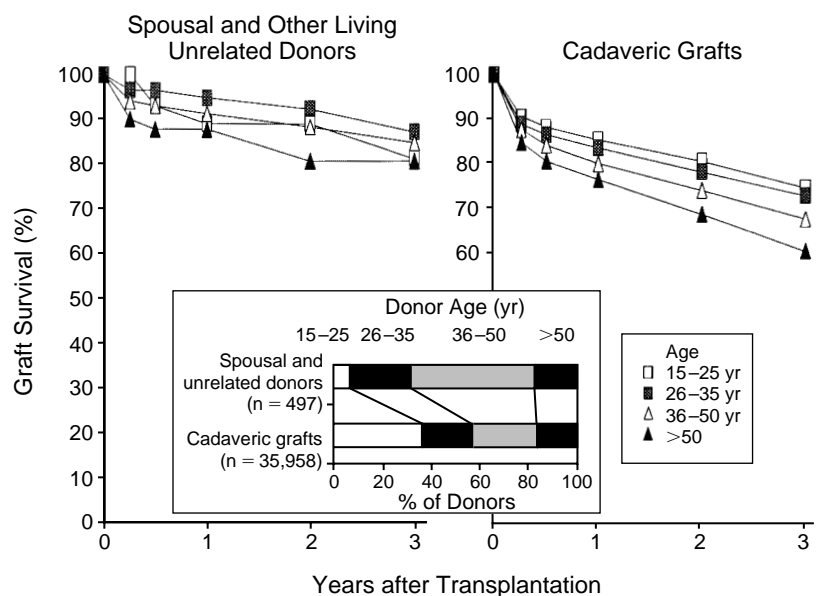 Spousal and Other Living
Unrelated Donors
Cadaveric Grafts
Graft Survival (%)
100
90
80
70
60
50
40
30
20
10
0
0
1
2
3
100
90
80
70
60
0
1
2
3
Years after Transplantation
Donor Age (yr)
15–25 26–35 36–50 >50
Spousal and
unrelated donors
(n = 497)
Cadaveric grafts
(n = 35,958)
0 20 40 60 80 100
% of Donors
Age
15–25 yr
26–35 yr
36–50 yr
>50